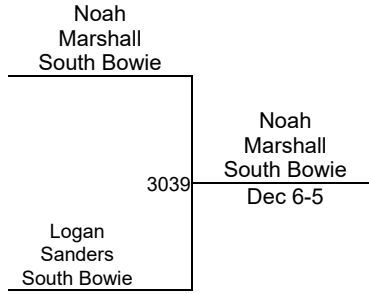 Noah
Marshall
South Bowie
Noah
Marshall
South Bowie
3039
Dec 6-5
Logan
Sanders
South Bowie